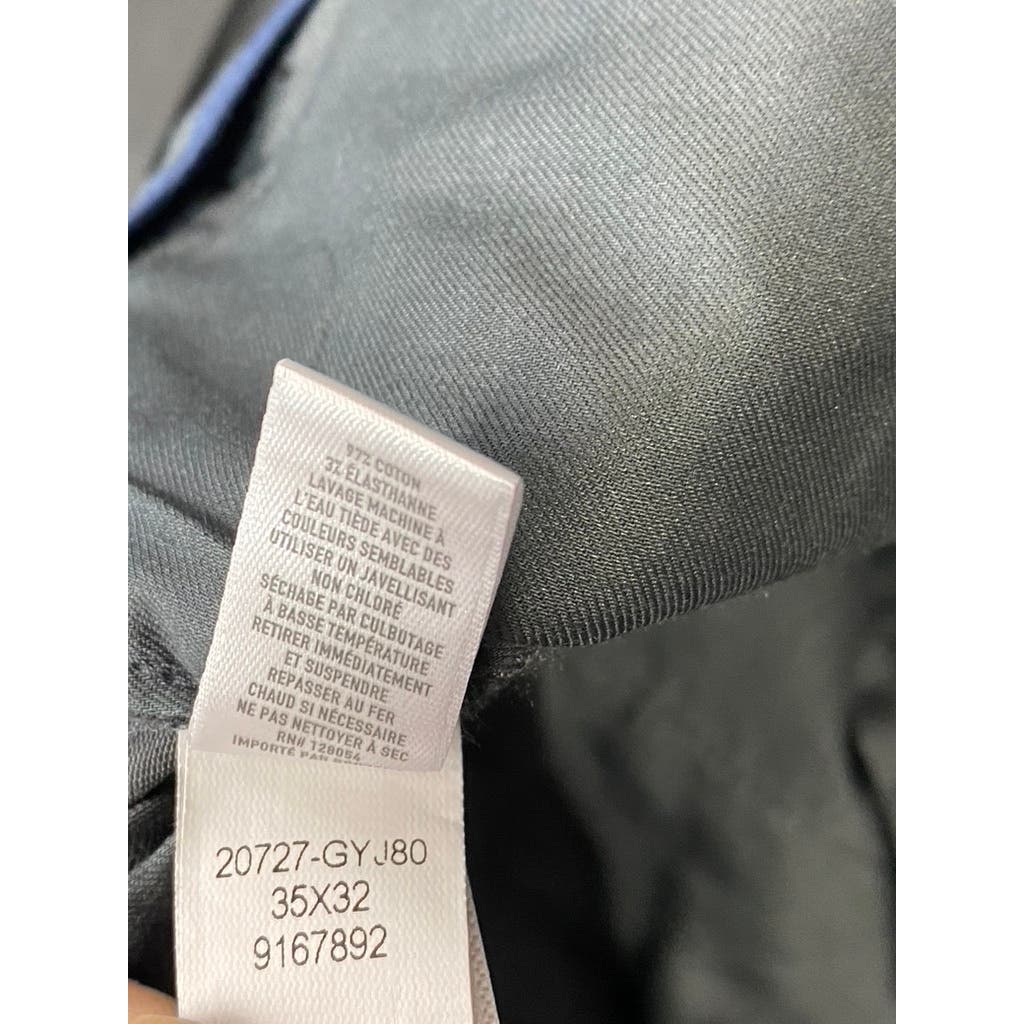 97% COTON
3% ÉLASTHANNE
LAVAGE MACHINE À
L'EAU TIÈDE AVEC DES
COULEURS SEMBLABLES
UTILISER UN JAVELLISANT
NON CHLORÉ
SÉCHAGE PAR CULBUTAGE
À BASSE TEMPÉRATURE
RETIRER IMMÉDIATEMENT
ET SUSPENDRE
REPASSER AU FER
CHAUD SI NÉCESSAIRE
NE PAS NETTOYER À SEC
RN# 128054
IMPORTÉ PAR
20727-GYJ80
35X32
9167892